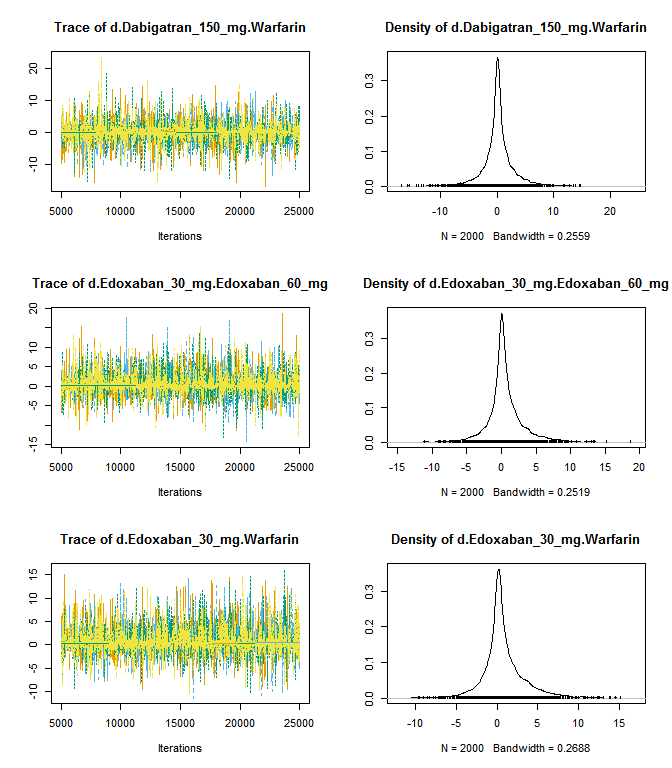 Trace of d.Dabigatran_150_mg.Warfarin
20
10
0
-10
5000 10000 15000 20000 25000
Iterations
Density of d.Dabigatran_150_mg.Warfarin
0.3
0.2
0.1
0.0
-10 0 10 20
N = 2000 Bandwidth = 0.2559
Trace of d.Edoxaban_30_mg.Edoxaban_60_mg
20
10
5
0
-5
-15
5000 10000 15000 20000 25000
Iterations
Density of d.Edoxaban_30_mg.Edoxaban_60_mg
0.3
0.2
0.1
0.0
-15 -10 -5 0 5 10 15 20
N = 2000 Bandwidth = 0.2519
Trace of d.Edoxaban_30_mg.Warfarin
15
10
5
0
-5
-10
5000 10000 15000 20000 25000
Iterations
Density of d.Edoxaban_30_mg.Warfarin
0.3
0.2
0.1
0.0
-10 -5 0 5 10 15
N = 2000 Bandwidth = 0.2688